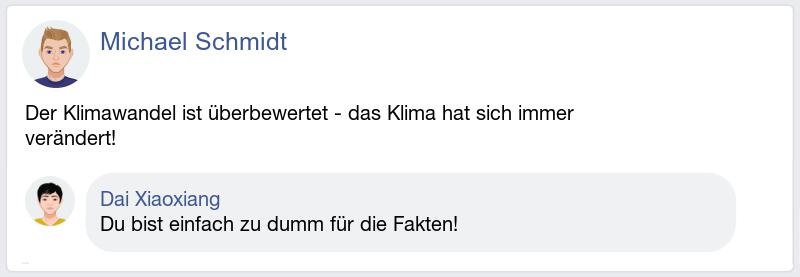 Michael Schmidt
Der Klimawandel ist überbewertet - das Klima hat sich immer
verändert!
Dai Xiaoxiang
Du bist einfach zu dumm für die Fakten!